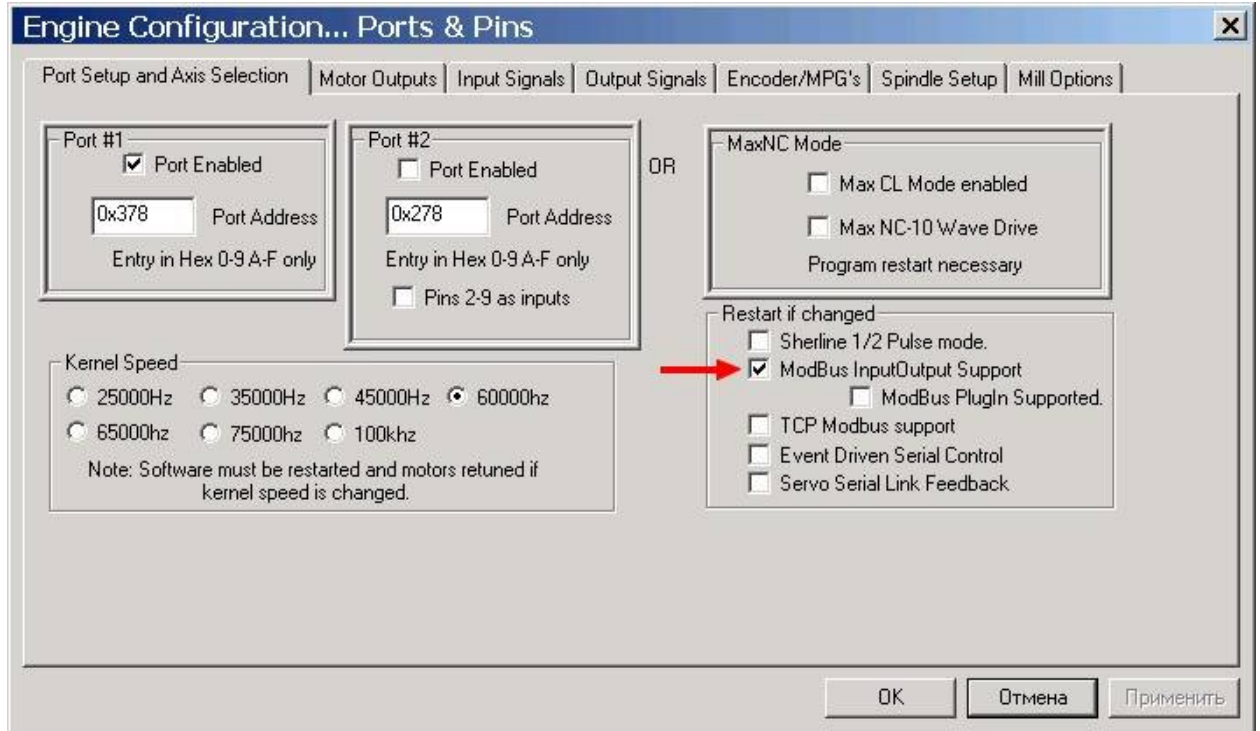 Engine Configuration... Ports & Pins
Port Setup and Axis Selection
Motor Outputs
Input Signals
Output Signals
Encoder/MPG's
Spindle Setup
Mill Options
Port #1
Port Enabled
0x378 Port Address
Entry in Hex 0-9 A-F only
Port #2
Port Enabled
0x278 Port Address
Entry in Hex 0-9 A-F only
Pins 2-9 as inputs
OR
MaxNC Mode
Max CL Mode enabled
Max NC-10 Wave Drive
Program restart necessary
Kernel Speed
25000Hz 35000Hz 45000Hz 60000hz
65000hz 75000hz 100khz
Note: Software must be restarted and motors retuned if
kernel speed is changed.
Restart if changed
Sherline 1/2 Pulse mode.
ModBus InputOutput Support
ModBus PlugIn Supported.
TCP Modbus support
Event Driven Serial Control
Servo Serial Link Feedback
OK
Отмена
Применить